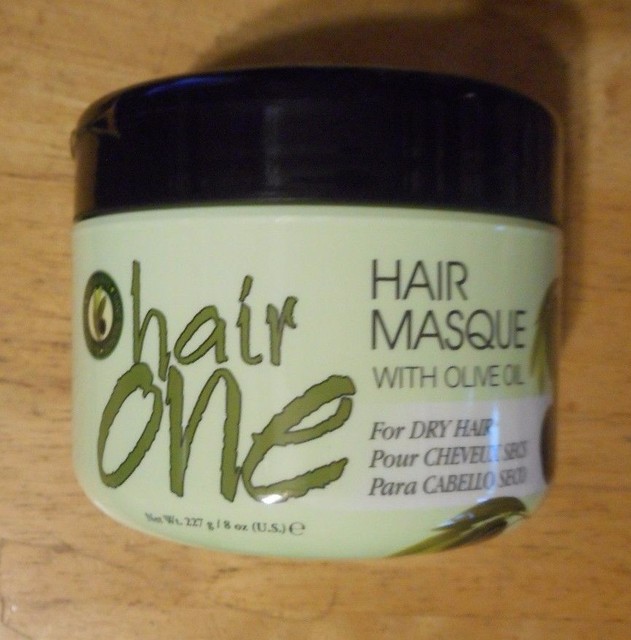 hair
one
HAIR
MASQUE
WITH OLIVE OIL
For DRY HAIR
Pour CHEVEUX SECS
Para CABELLO SECO
Net Wt. 227 g / 8 oz (U.S.) ℮